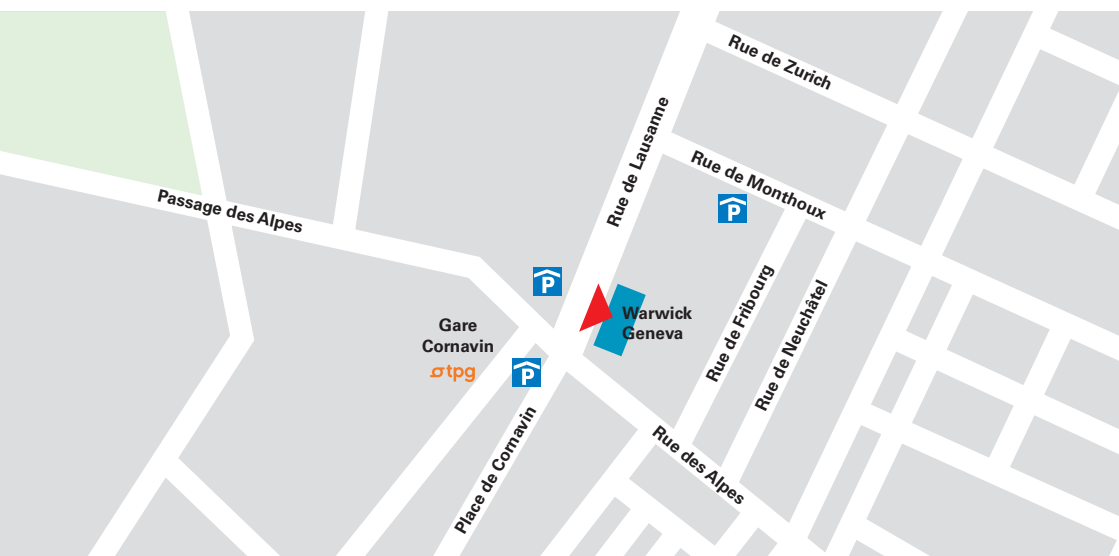 Rue de Zurich
Rue de Lausanne
Rue de Monthoux
Passage des Alpes
P
P
Rue de Fribourg
Rue de Neuchâtel
Warwick
Geneva
Gare
Cornavin
tpg
P
Place de Cornavin
Rue des Alpes